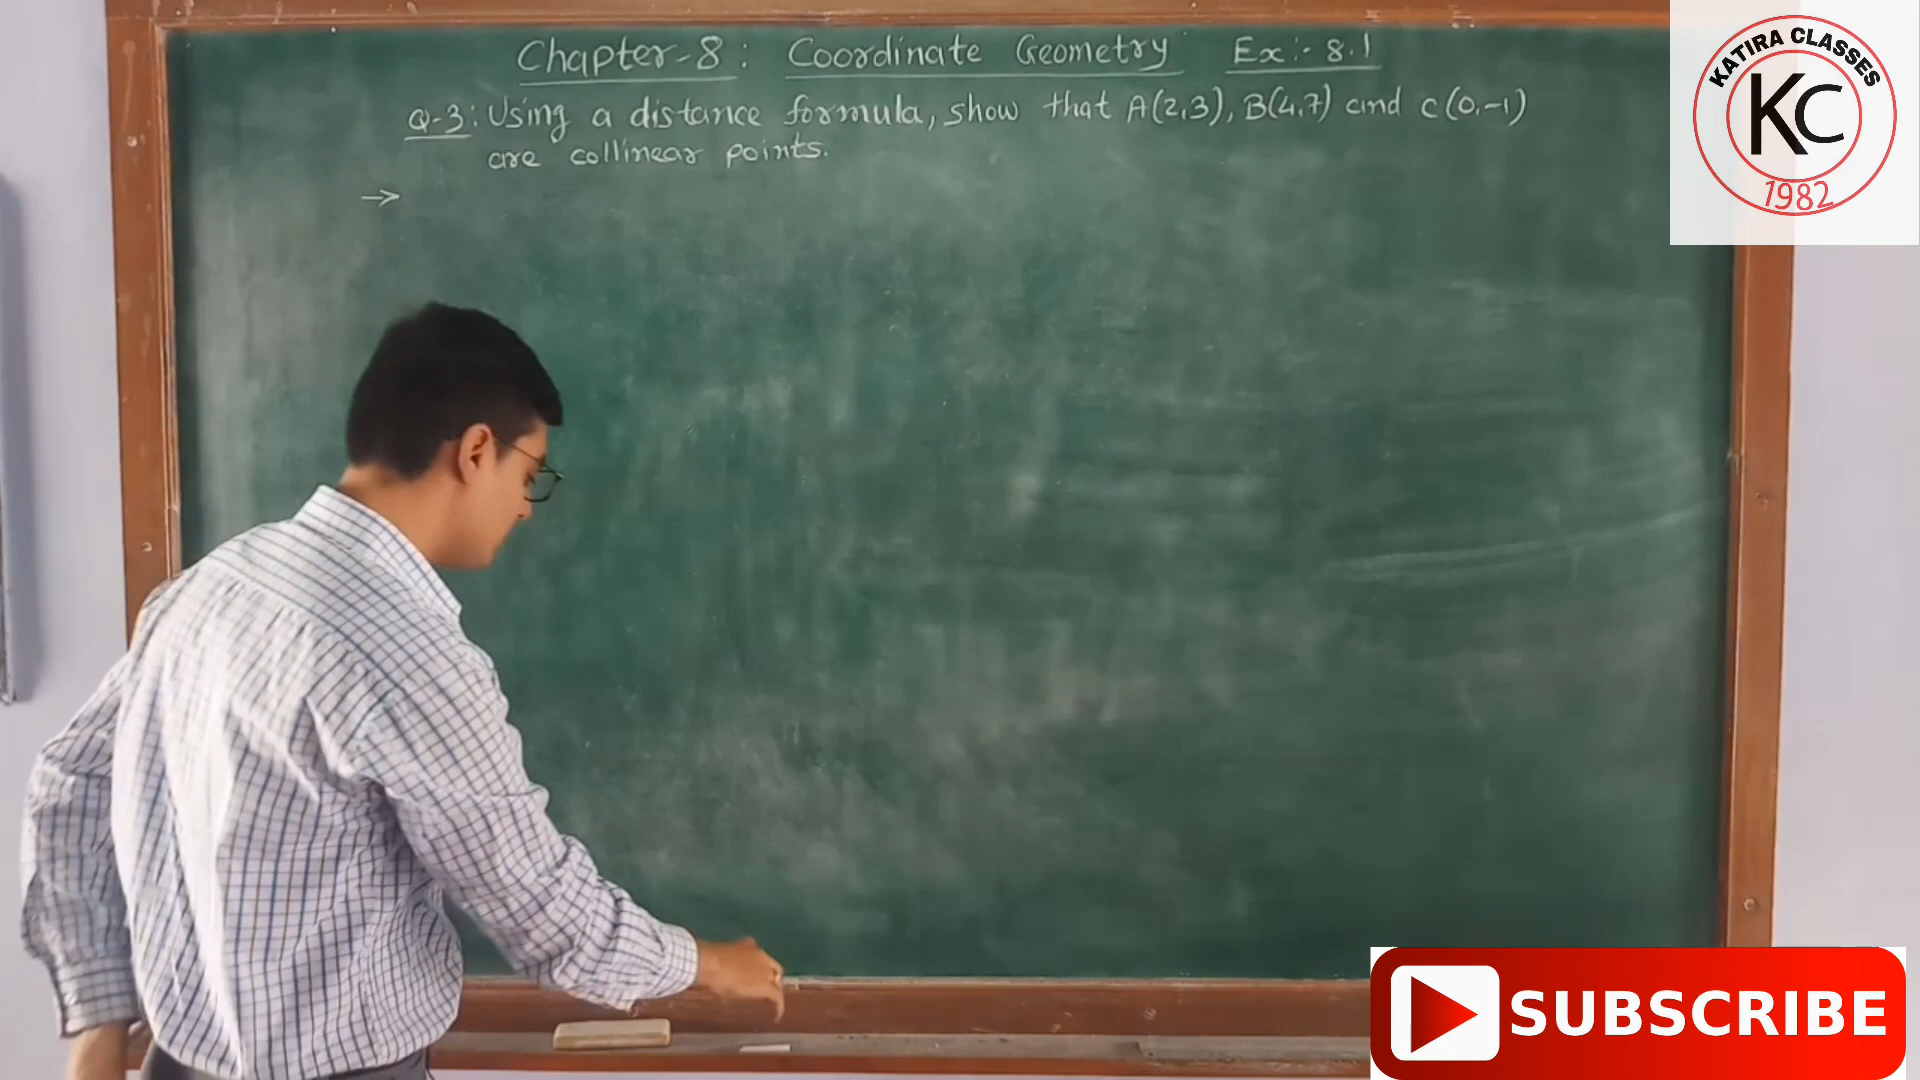 Chapter-8 : Coordinate Geometry Ex:- 8.1
Q-3: Using a distance formula, show that A(2,3), B(4,7) and C(0,-1)
are collinear points.
→
KATIRA CLASSES
KC
1982
SUBSCRIBE